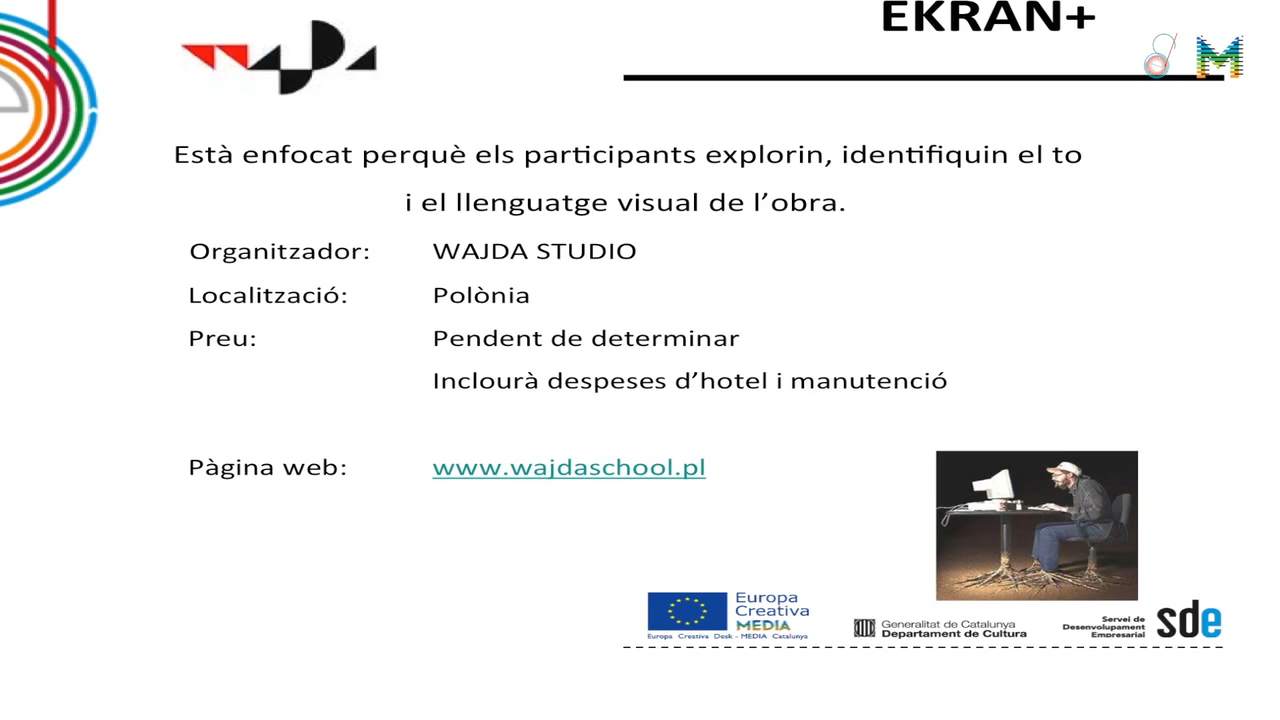 EKRAN+
WAJDA
Està enfocat perquè els participants explorin, identifiquin el to
i el llenguatge visual de l’obra.
Organitzador: WAJDA STUDIO
Localització: Polònia
Preu: Pendent de determinar
Inclourà despeses d’hotel i manutenció
Pàgina web: www.wajdaschool.pl
Europa
Creativa
MEDIA
Europa Creativa Desk - MEDIA Catalunya
Generalitat de Catalunya
Departament de Cultura
Servei de
Desenvolupament
Empresarial
sde